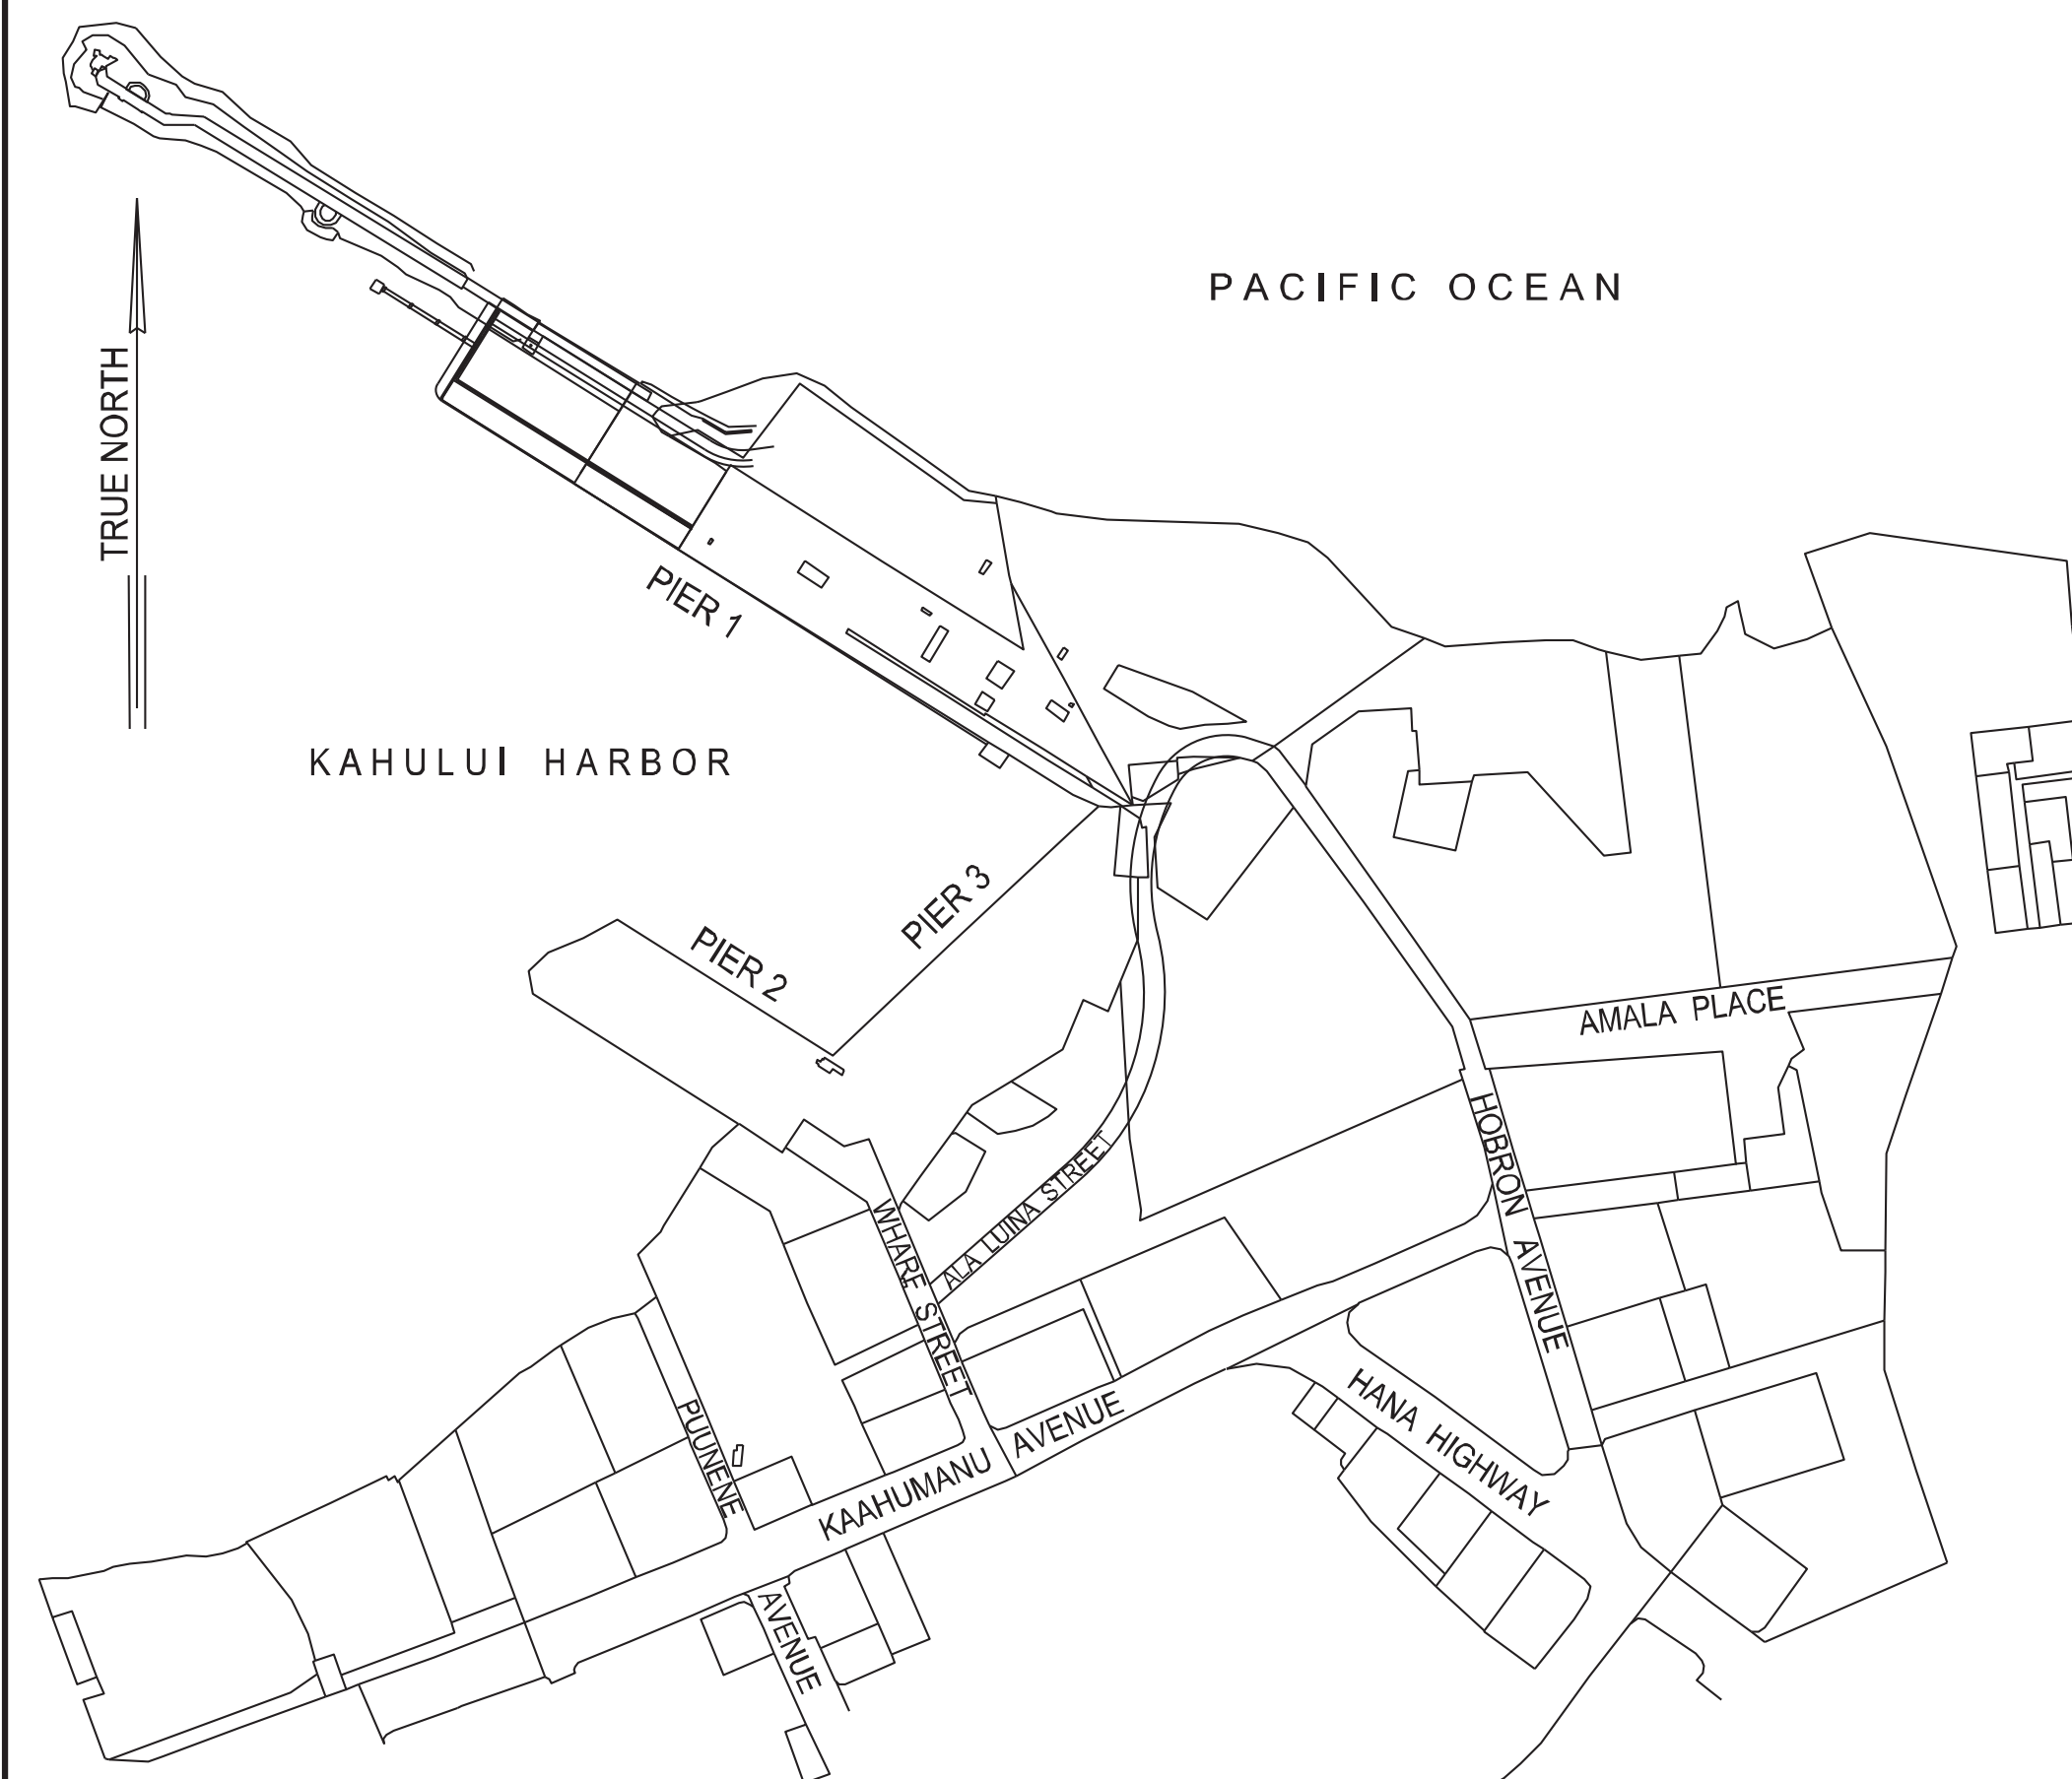 PACIFIC OCEAN
TRUE NORTH
PIER 1
KAHULUI HARBOR
PIER 3
PIER 2
AMALA PLACE
HOBRON AVENUE
ALA LUINA STREET
WHARF STREET
HANA HIGHWAY
PUUNENE
AVENUE
KAAHUMANU AVENUE